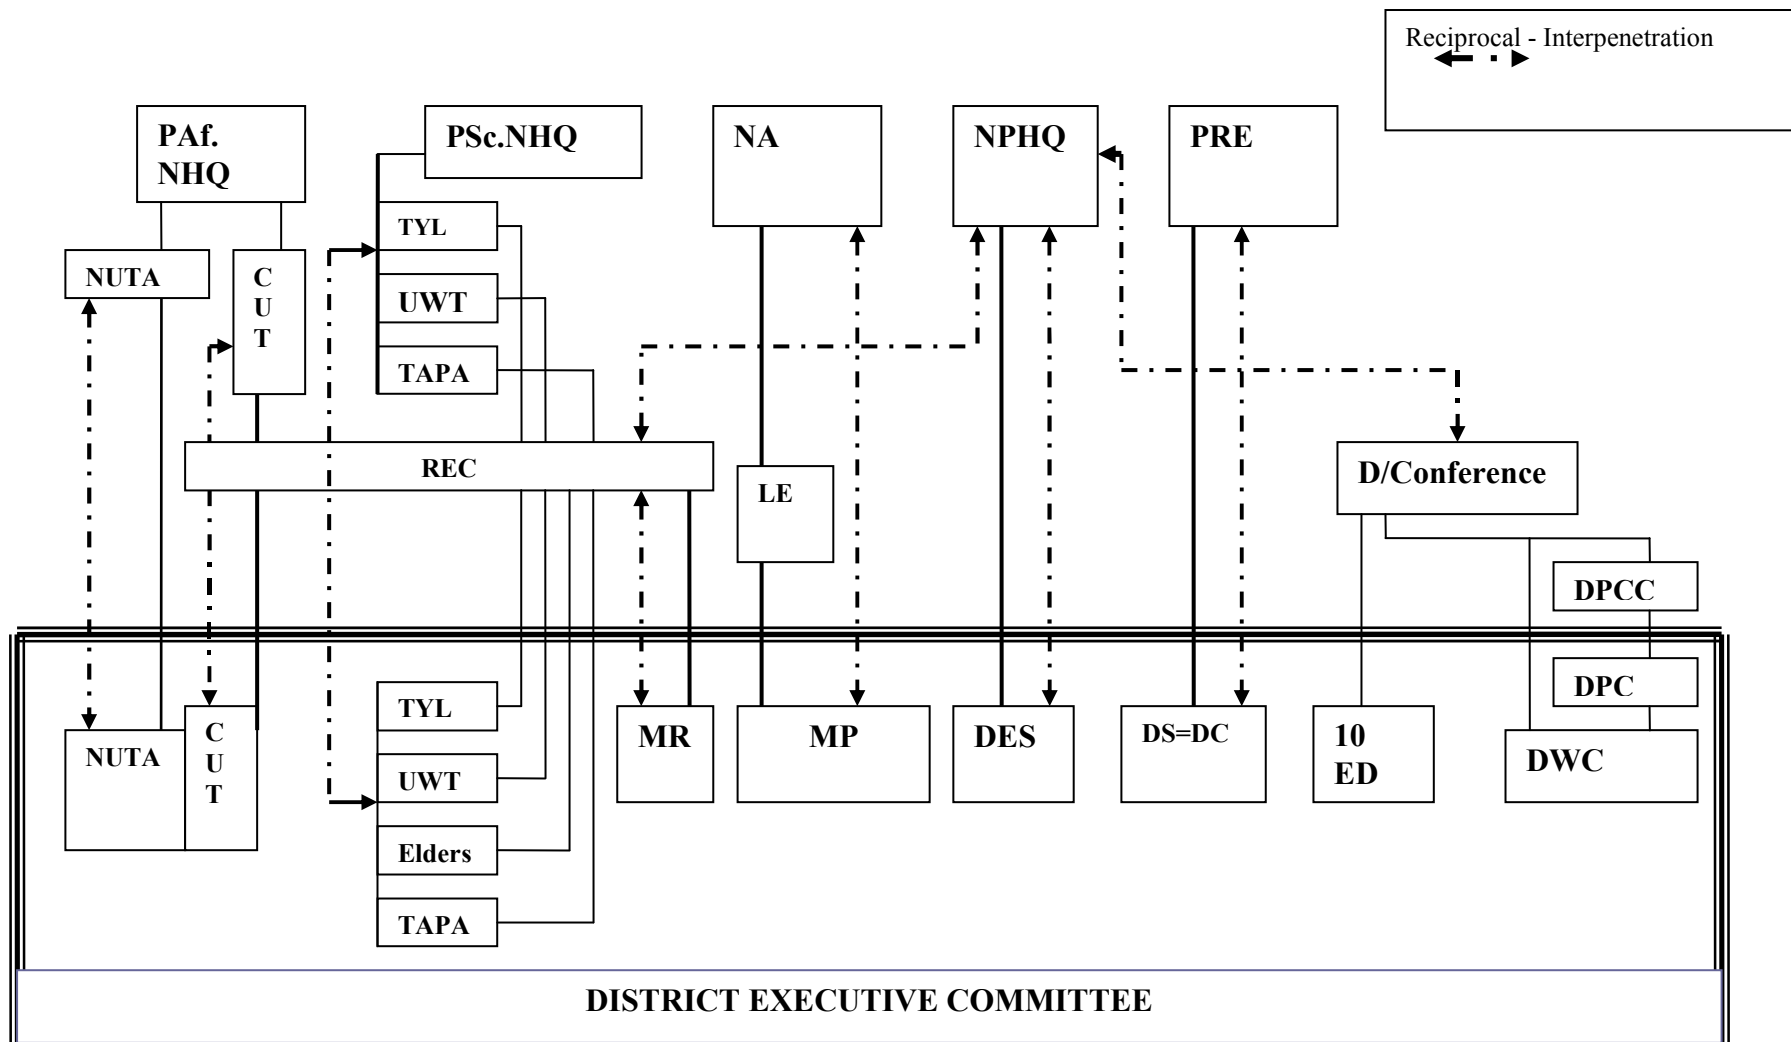 Reciprocal - Interpenetration
PAf.
NHQ
PSc.NHQ
NA
NPHQ
PRE
NUTA
C
U
T
TYL
UWT
TAPA
REC
LE
D/Conference
DPCC
DPC
NUTA
C
U
T
TYL
UWT
Elders
TAPA
MR
MP
DES
DS=DC
10
ED
DWC
DISTRICT EXECUTIVE COMMITTEE